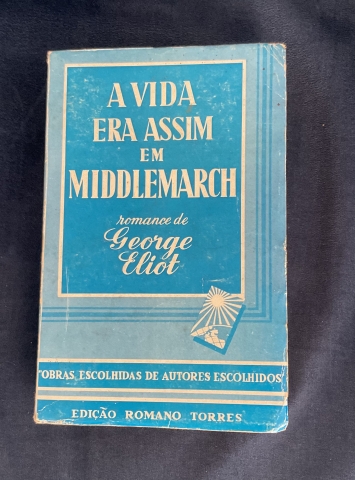 A VIDA
ERA ASSIM
EM
MIDDLEMARCH
romance de
George
Eliot
"OBRAS ESCOLHIDAS DE AUTORES ESCOLHIDOS"
EDIÇÃO ROMANO TORRES